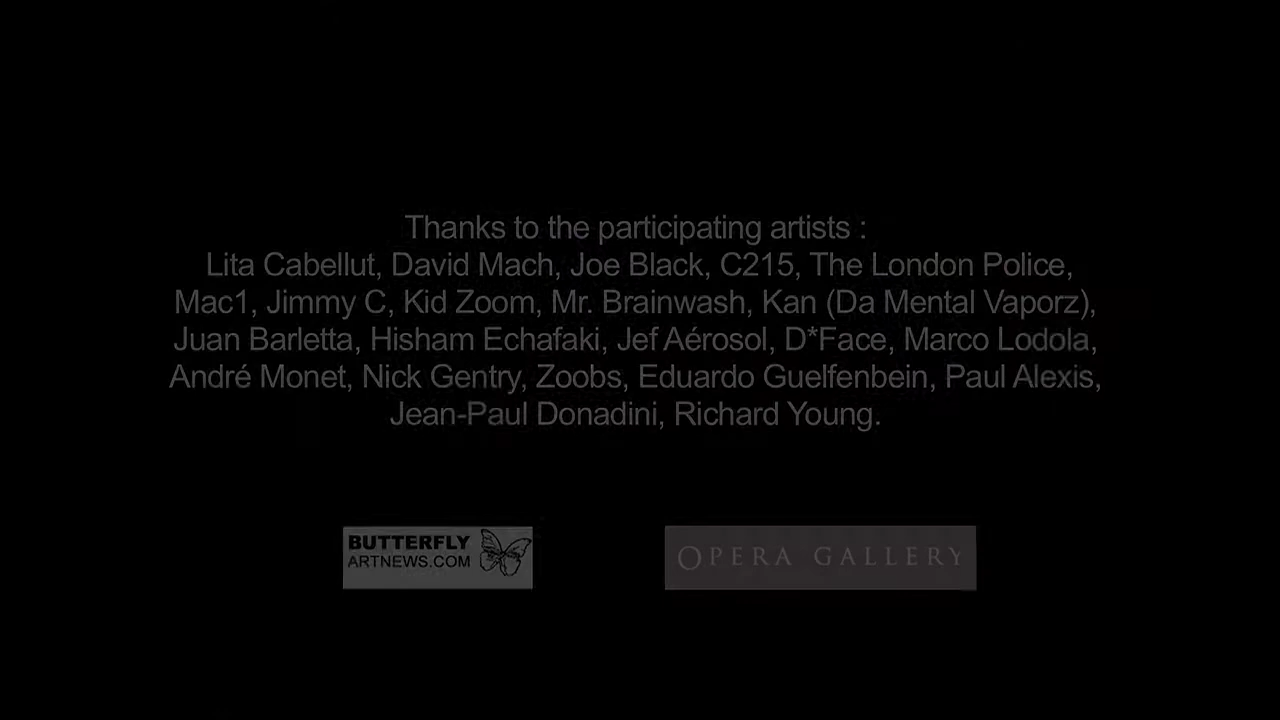 Thanks to the participating artists :
Lita Cabellut, David Mach, Joe Black, C215, The London Police,
Mac1, Jimmy C, Kid Zoom, Mr. Brainwash, Kan (Da Mental Vaporz),
Juan Barletta, Hisham Echafaki, Jef Aérosol, D*Face, Marco Lodola,
André Monet, Nick Gentry, Zoobs, Eduardo Guelfenbein, Paul Alexis,
Jean-Paul Donadini, Richard Young.
BUTTERFLY
ARTNEWS.COM
OPERA GALLERY